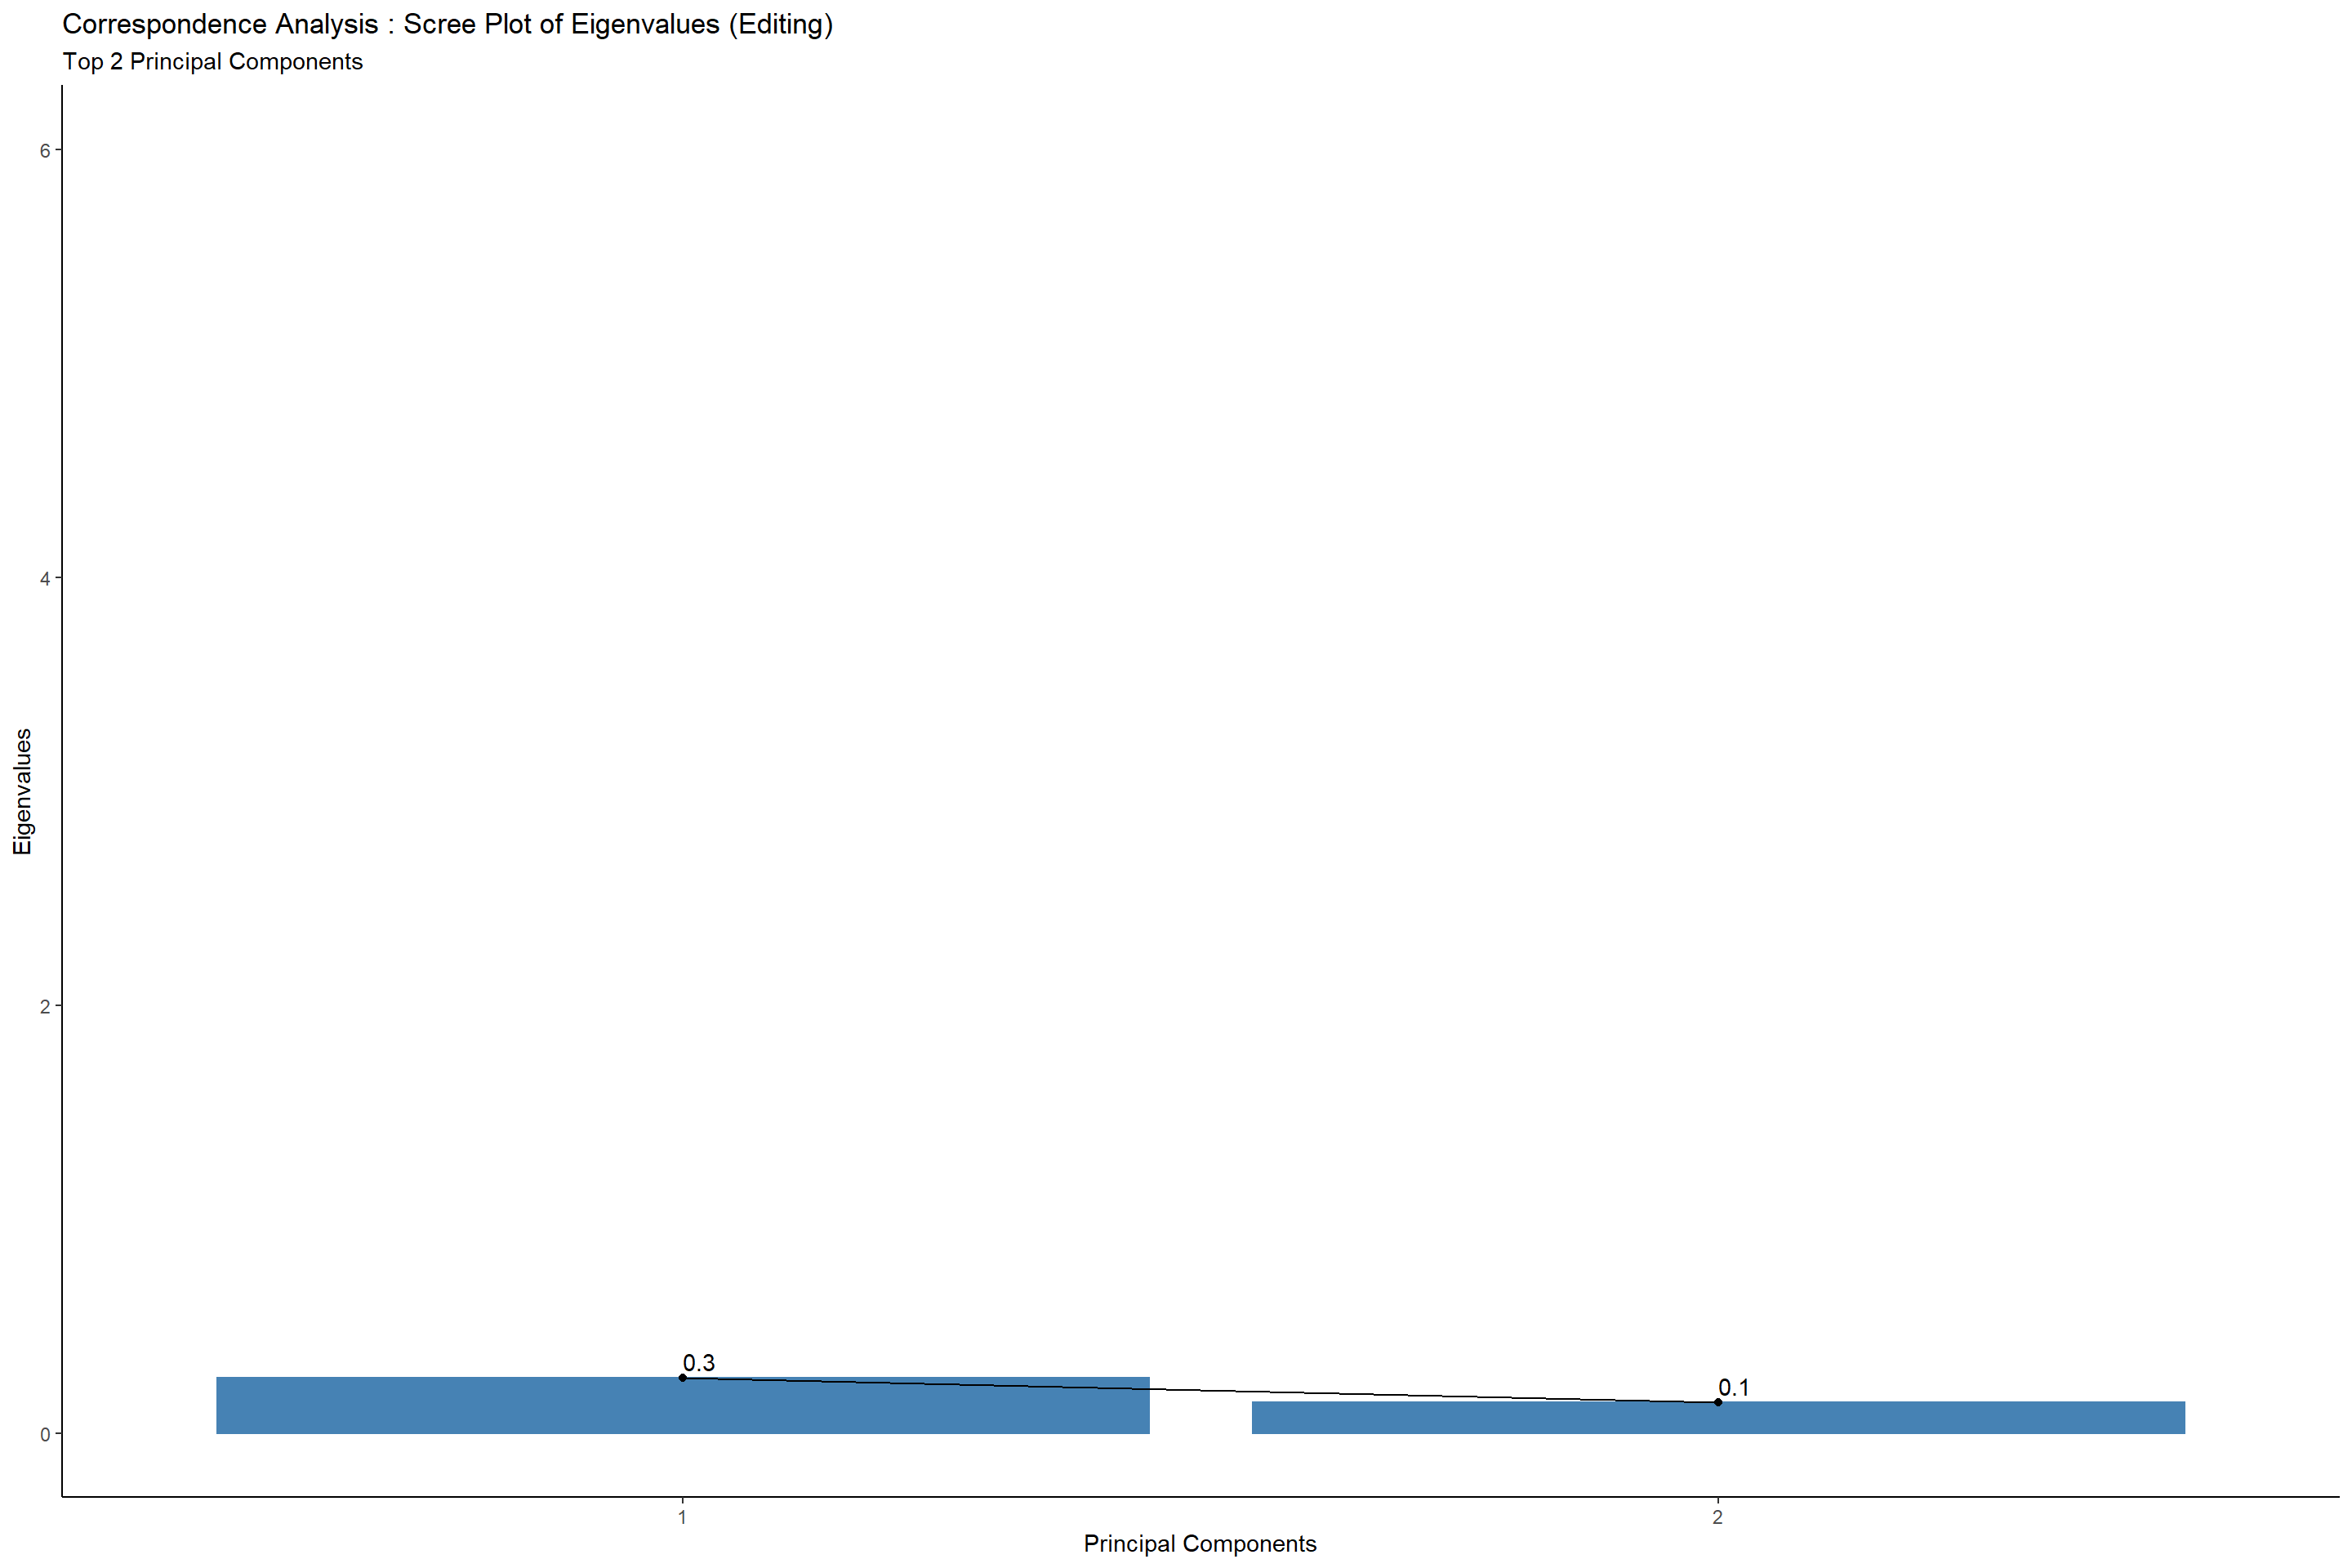 Correspondence Analysis : Scree Plot of Eigenvalues (Editing)
Top 2 Principal Components
6
4
2
0
Eigenvalues
0.3
0.1
1
2
Principal Components